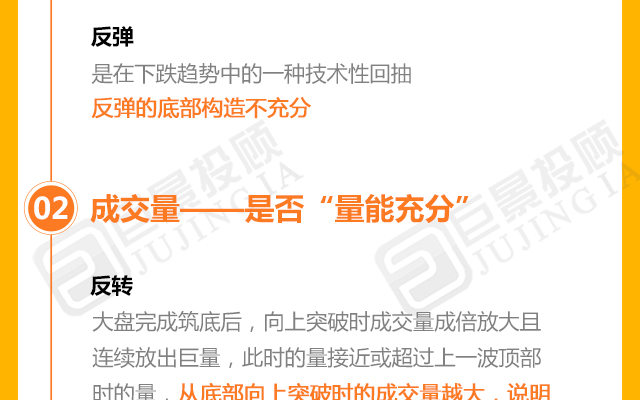 反弹
是在下跌趋势中的一种技术性回抽
反弹的底部构造不充分
02 成交量——是否“量能充分”
反转
大盘完成筑底后，向上突破时成交量成倍放大且
连续放出巨量，此时的量接近或超过上一波顶部
时的量，从底部向上突破时的成交量越大，说明
巨景投顾
JUJINGIA
巨景投顾
JUJINGIA